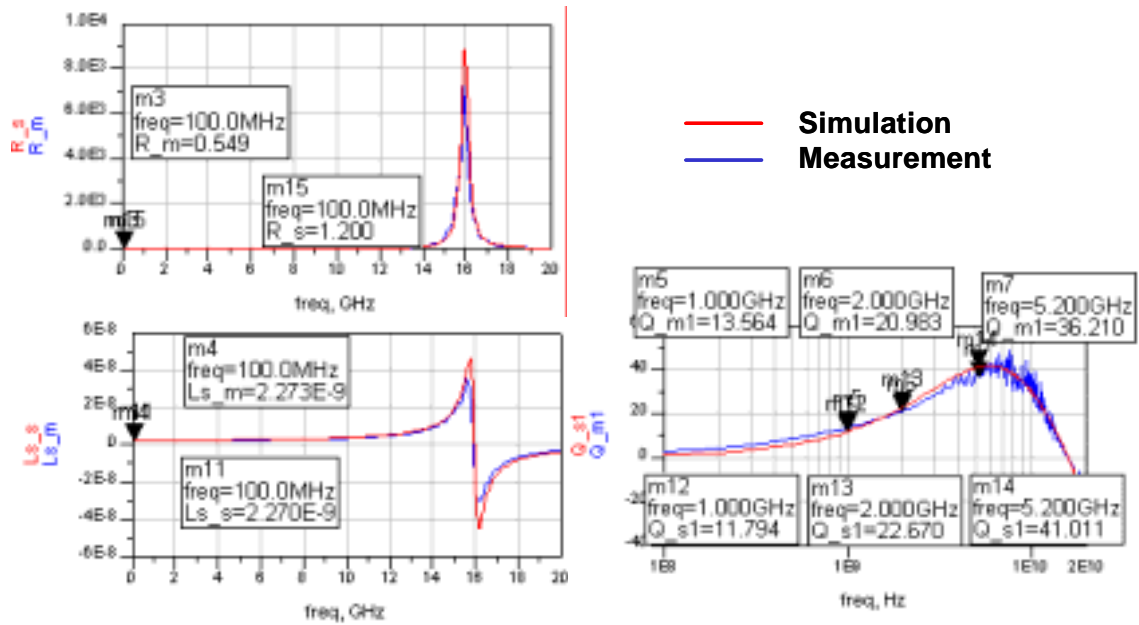 1.0E4
8.0E3
6.0E3
4.0E3
2.0E3
0.0
R_s
R_m
m3
freq=100.0MHz
R_m=0.549
m15
freq=100.0MHz
R_s=1.200
0 2 4 6 8 10 12 14 16 18 20
freq, GHz
Simulation
Measurement
6E-8
4E-8
2E-8
0
-2E-8
-4E-8
-6E-8
Ls_s
Ls_m
m4
freq=100.0MHz
Ls_m=2.273E-9
m11
freq=100.0MHz
Ls_s=2.270E-9
0 2 4 6 8 10 12 14 16 18 20
freq, GHz
m5
freq=1.000GHz
Q_m1=13.564
m6
freq=2.000GHz
Q_m1=20.983
m7
freq=5.200GHz
Q_m1=36.210
Q_s1
Q_m1
40
20
0
m12
freq=1.000GHz
Q_s1=11.794
m13
freq=2.000GHz
Q_s1=22.670
m14
freq=5.200GHz
Q_s1=41.011
1E8 1E9 1E10 2E10
freq, Hz